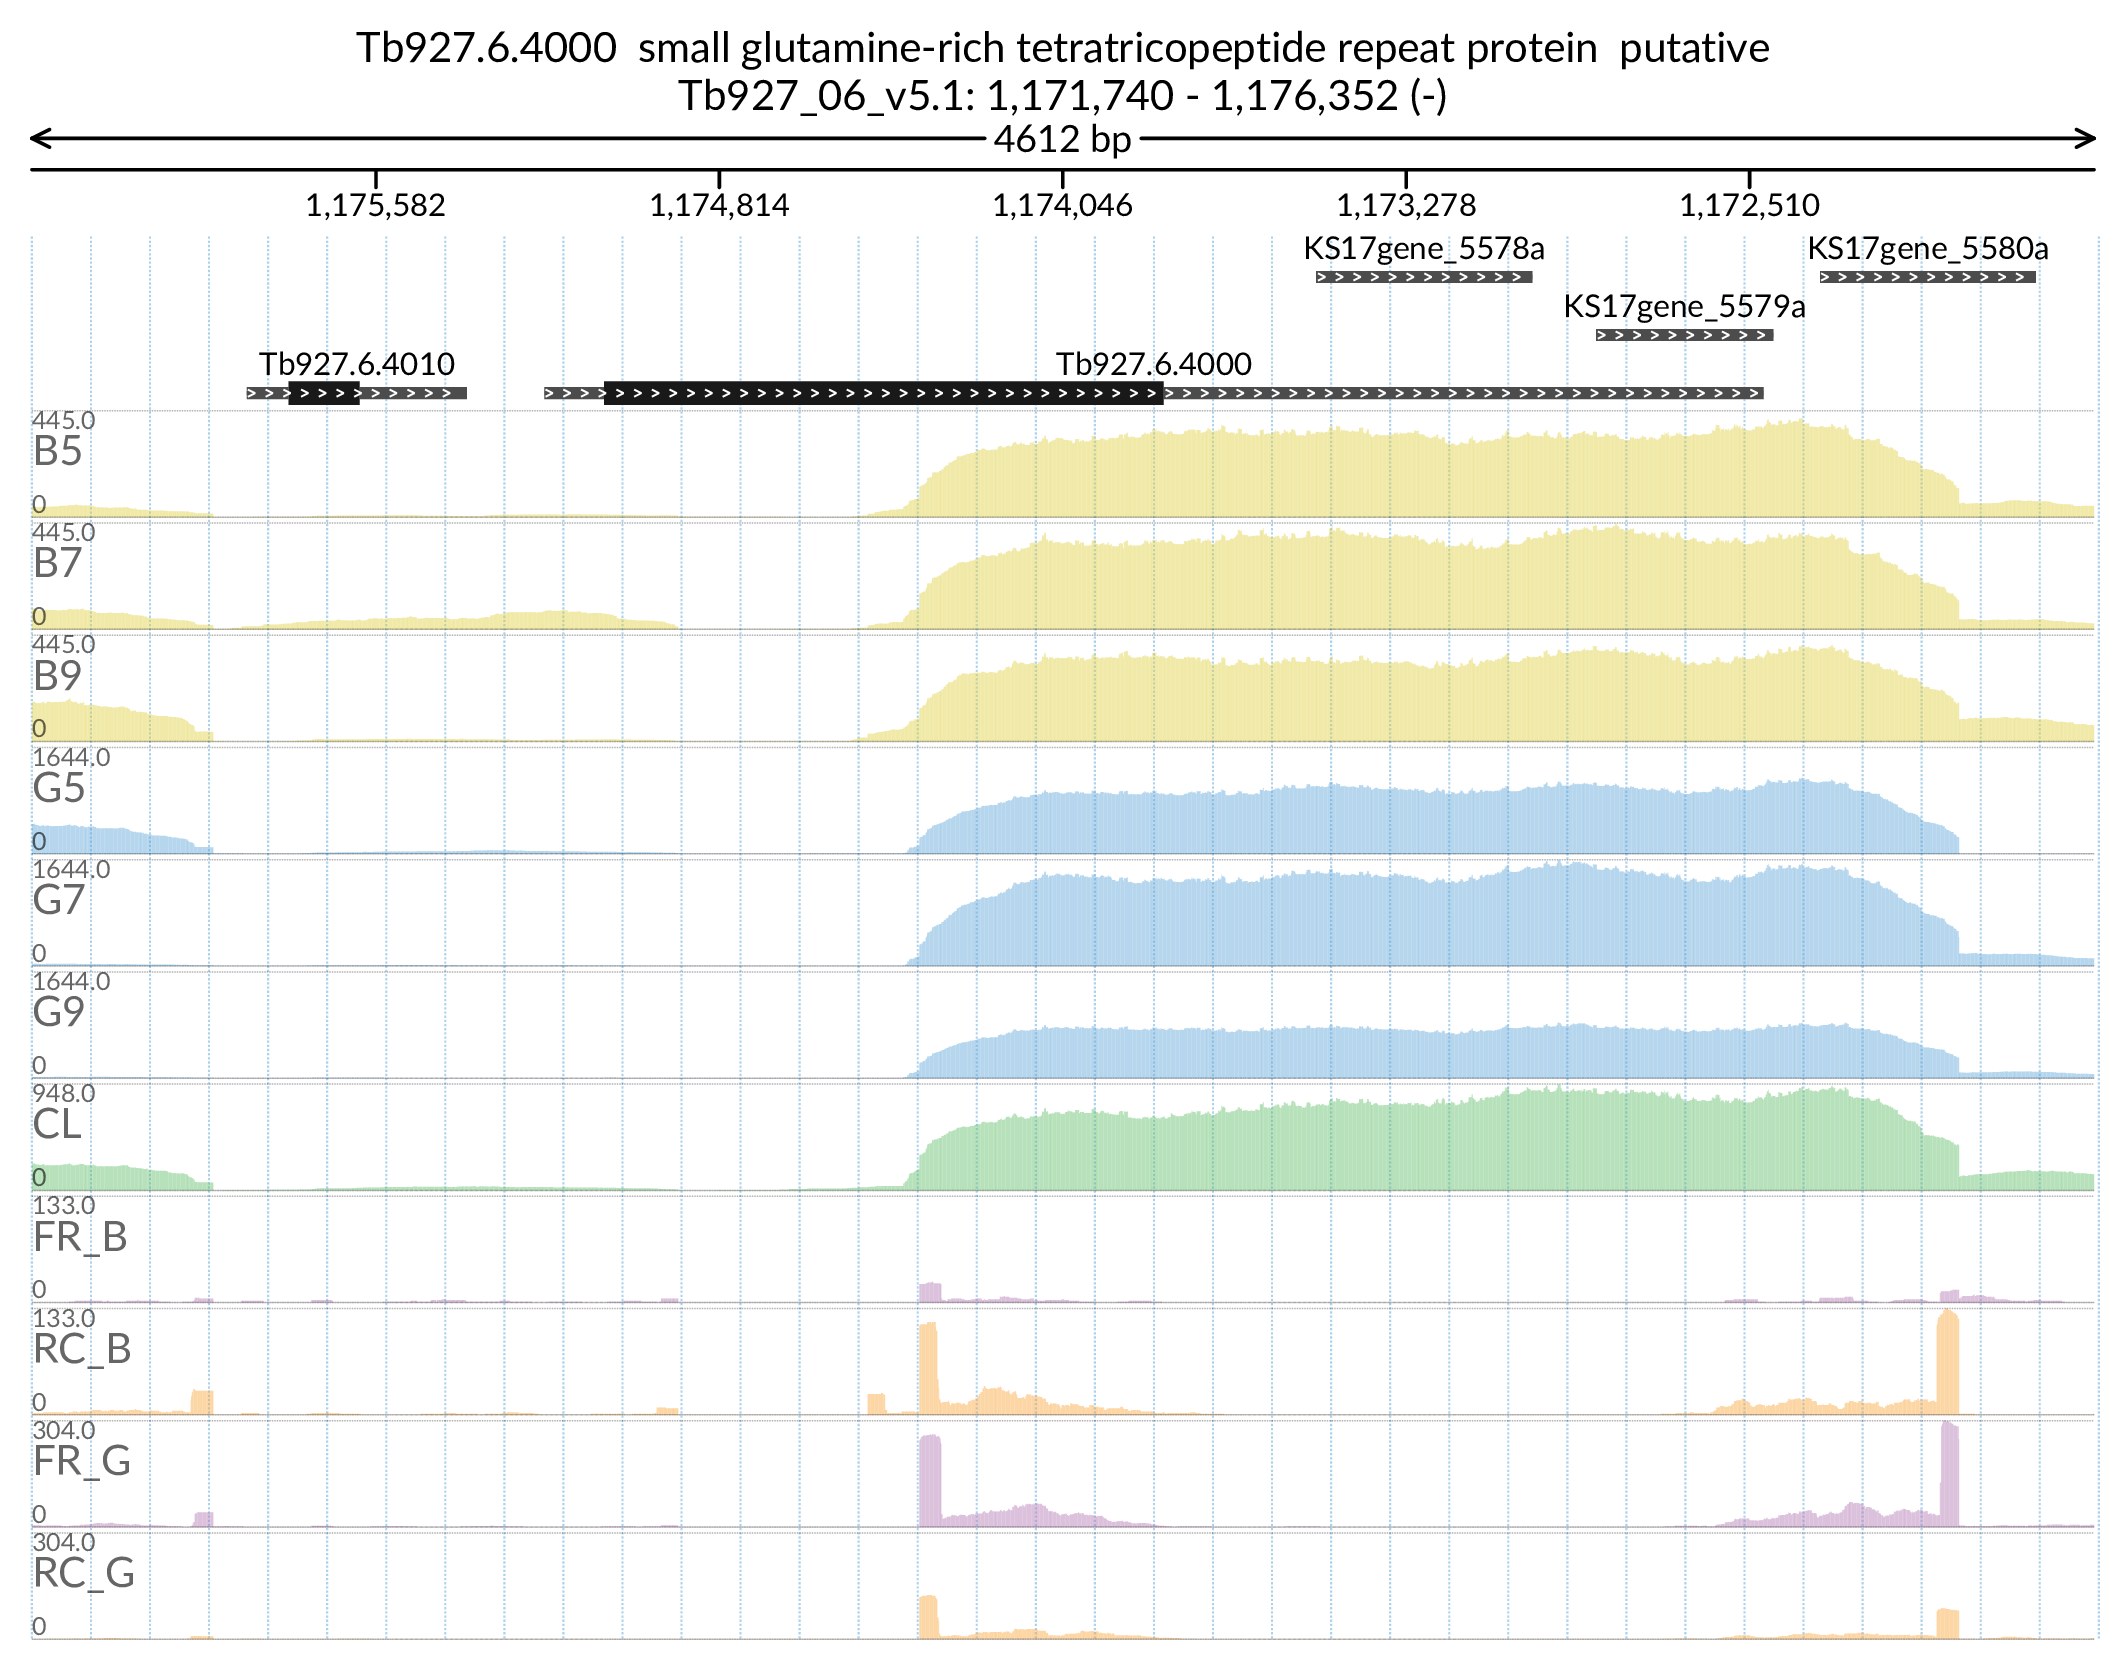 Tb927.6.4000  small glutamine-rich tetratricopeptide repeat protein  putative
Tb927_06_v5.1: 1,171,740 - 1,176,352 (-)
4612 bp
1,175,582 1,174,814 1,174,046 1,173,278 1,172,510
KS17gene_5578a KS17gene_5580a
KS17gene_5579a
Tb927.6.4010 Tb927.6.4000
445.0
B5
0
445.0
B7
0
445.0
B9
0
1644.0
G5
0
1644.0
G7
0
1644.0
G9
0
948.0
CL
0
133.0
FR_B
0
133.0
RC_B
0
304.0
FR_G
0
304.0
RC_G
0